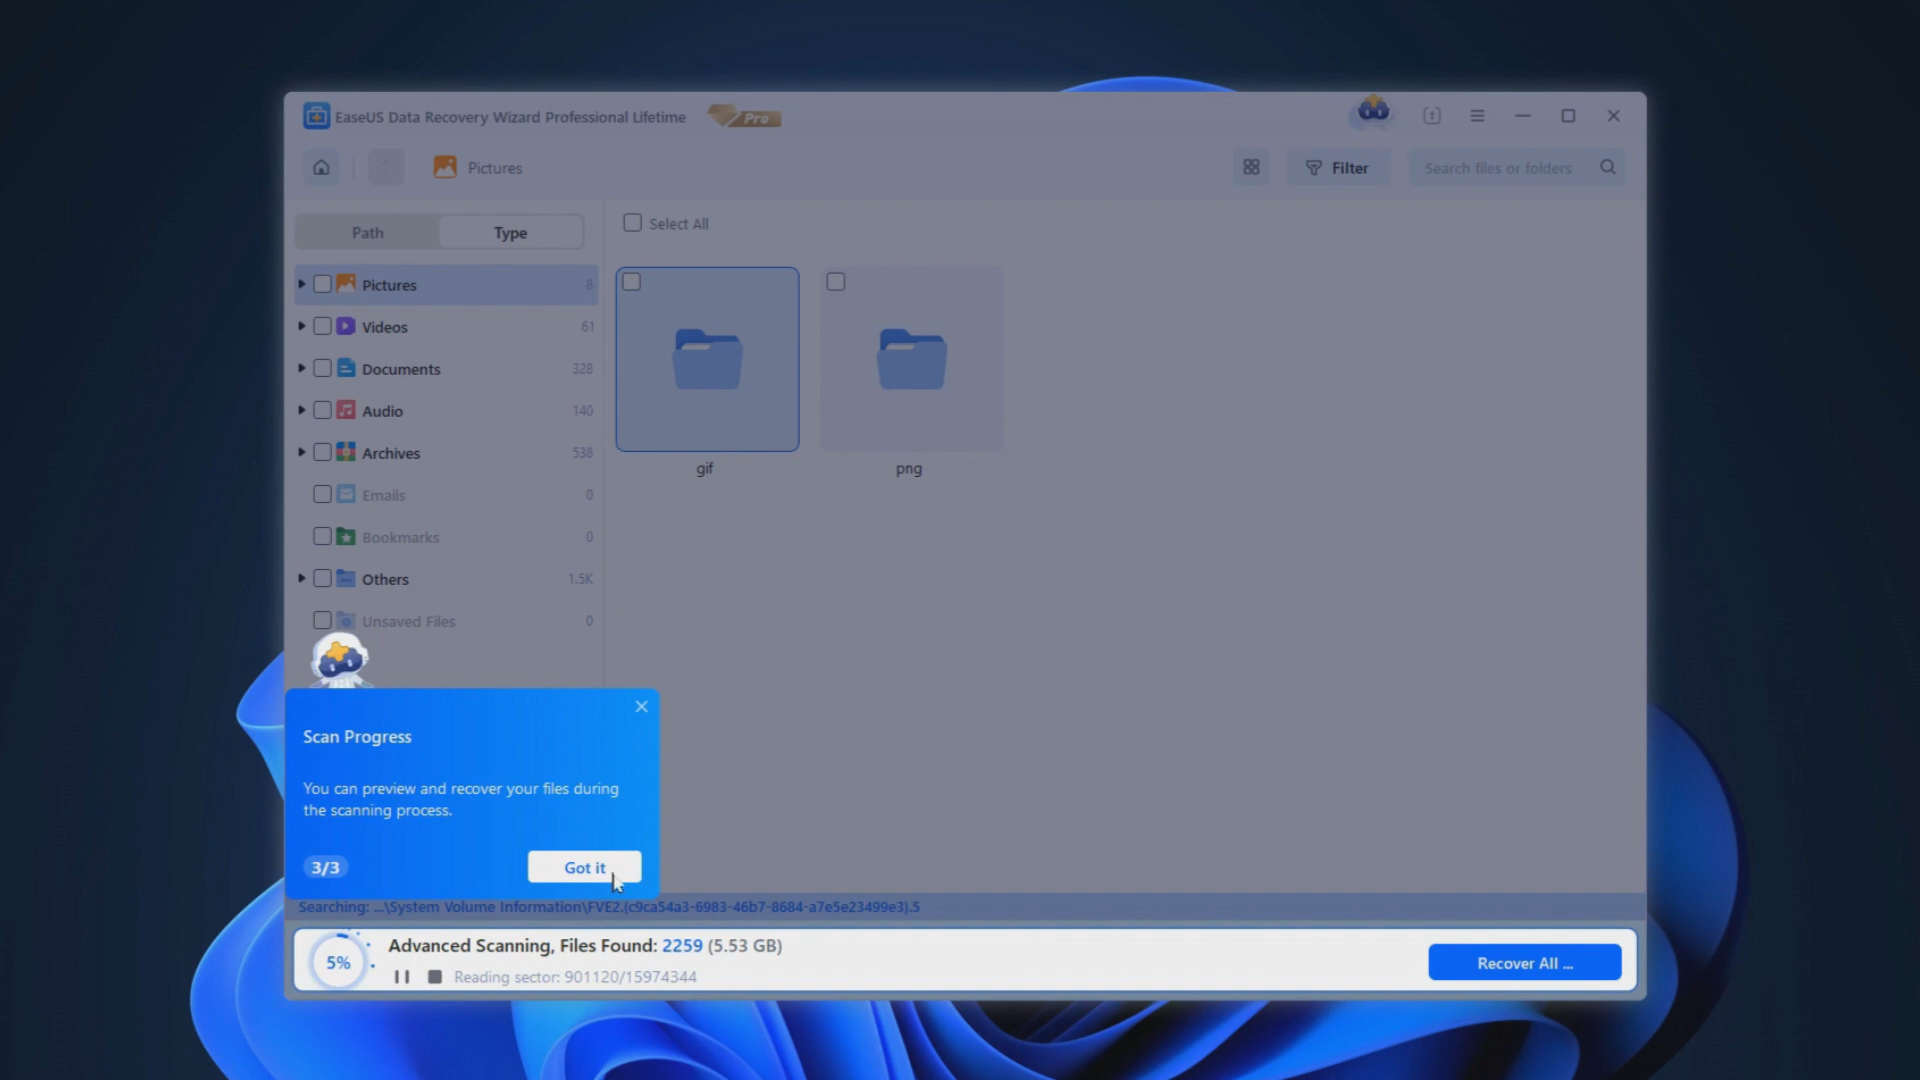 EaseUS Data Recovery Wizard Professional Lifetime
Pro
Pictures
Filter
Search files or folders
Path
Type
Select All
Pictures 8
Videos 61
Documents 328
Audio 140
Archives 538
Emails 0
Bookmarks 0
Others 1.5K
Unsaved Files 0
gif
png
Scan Progress
You can preview and recover your files during
the scanning process.
3/3
Got it
Searching: ...\System Volume Information\FVE2.{c9ca54a3-6983-46b7-8684-a7e5e23499e3}.5
5%
Advanced Scanning, Files Found: 2259 (5.53 GB)
Reading sector: 901120/15974344
Recover All ...